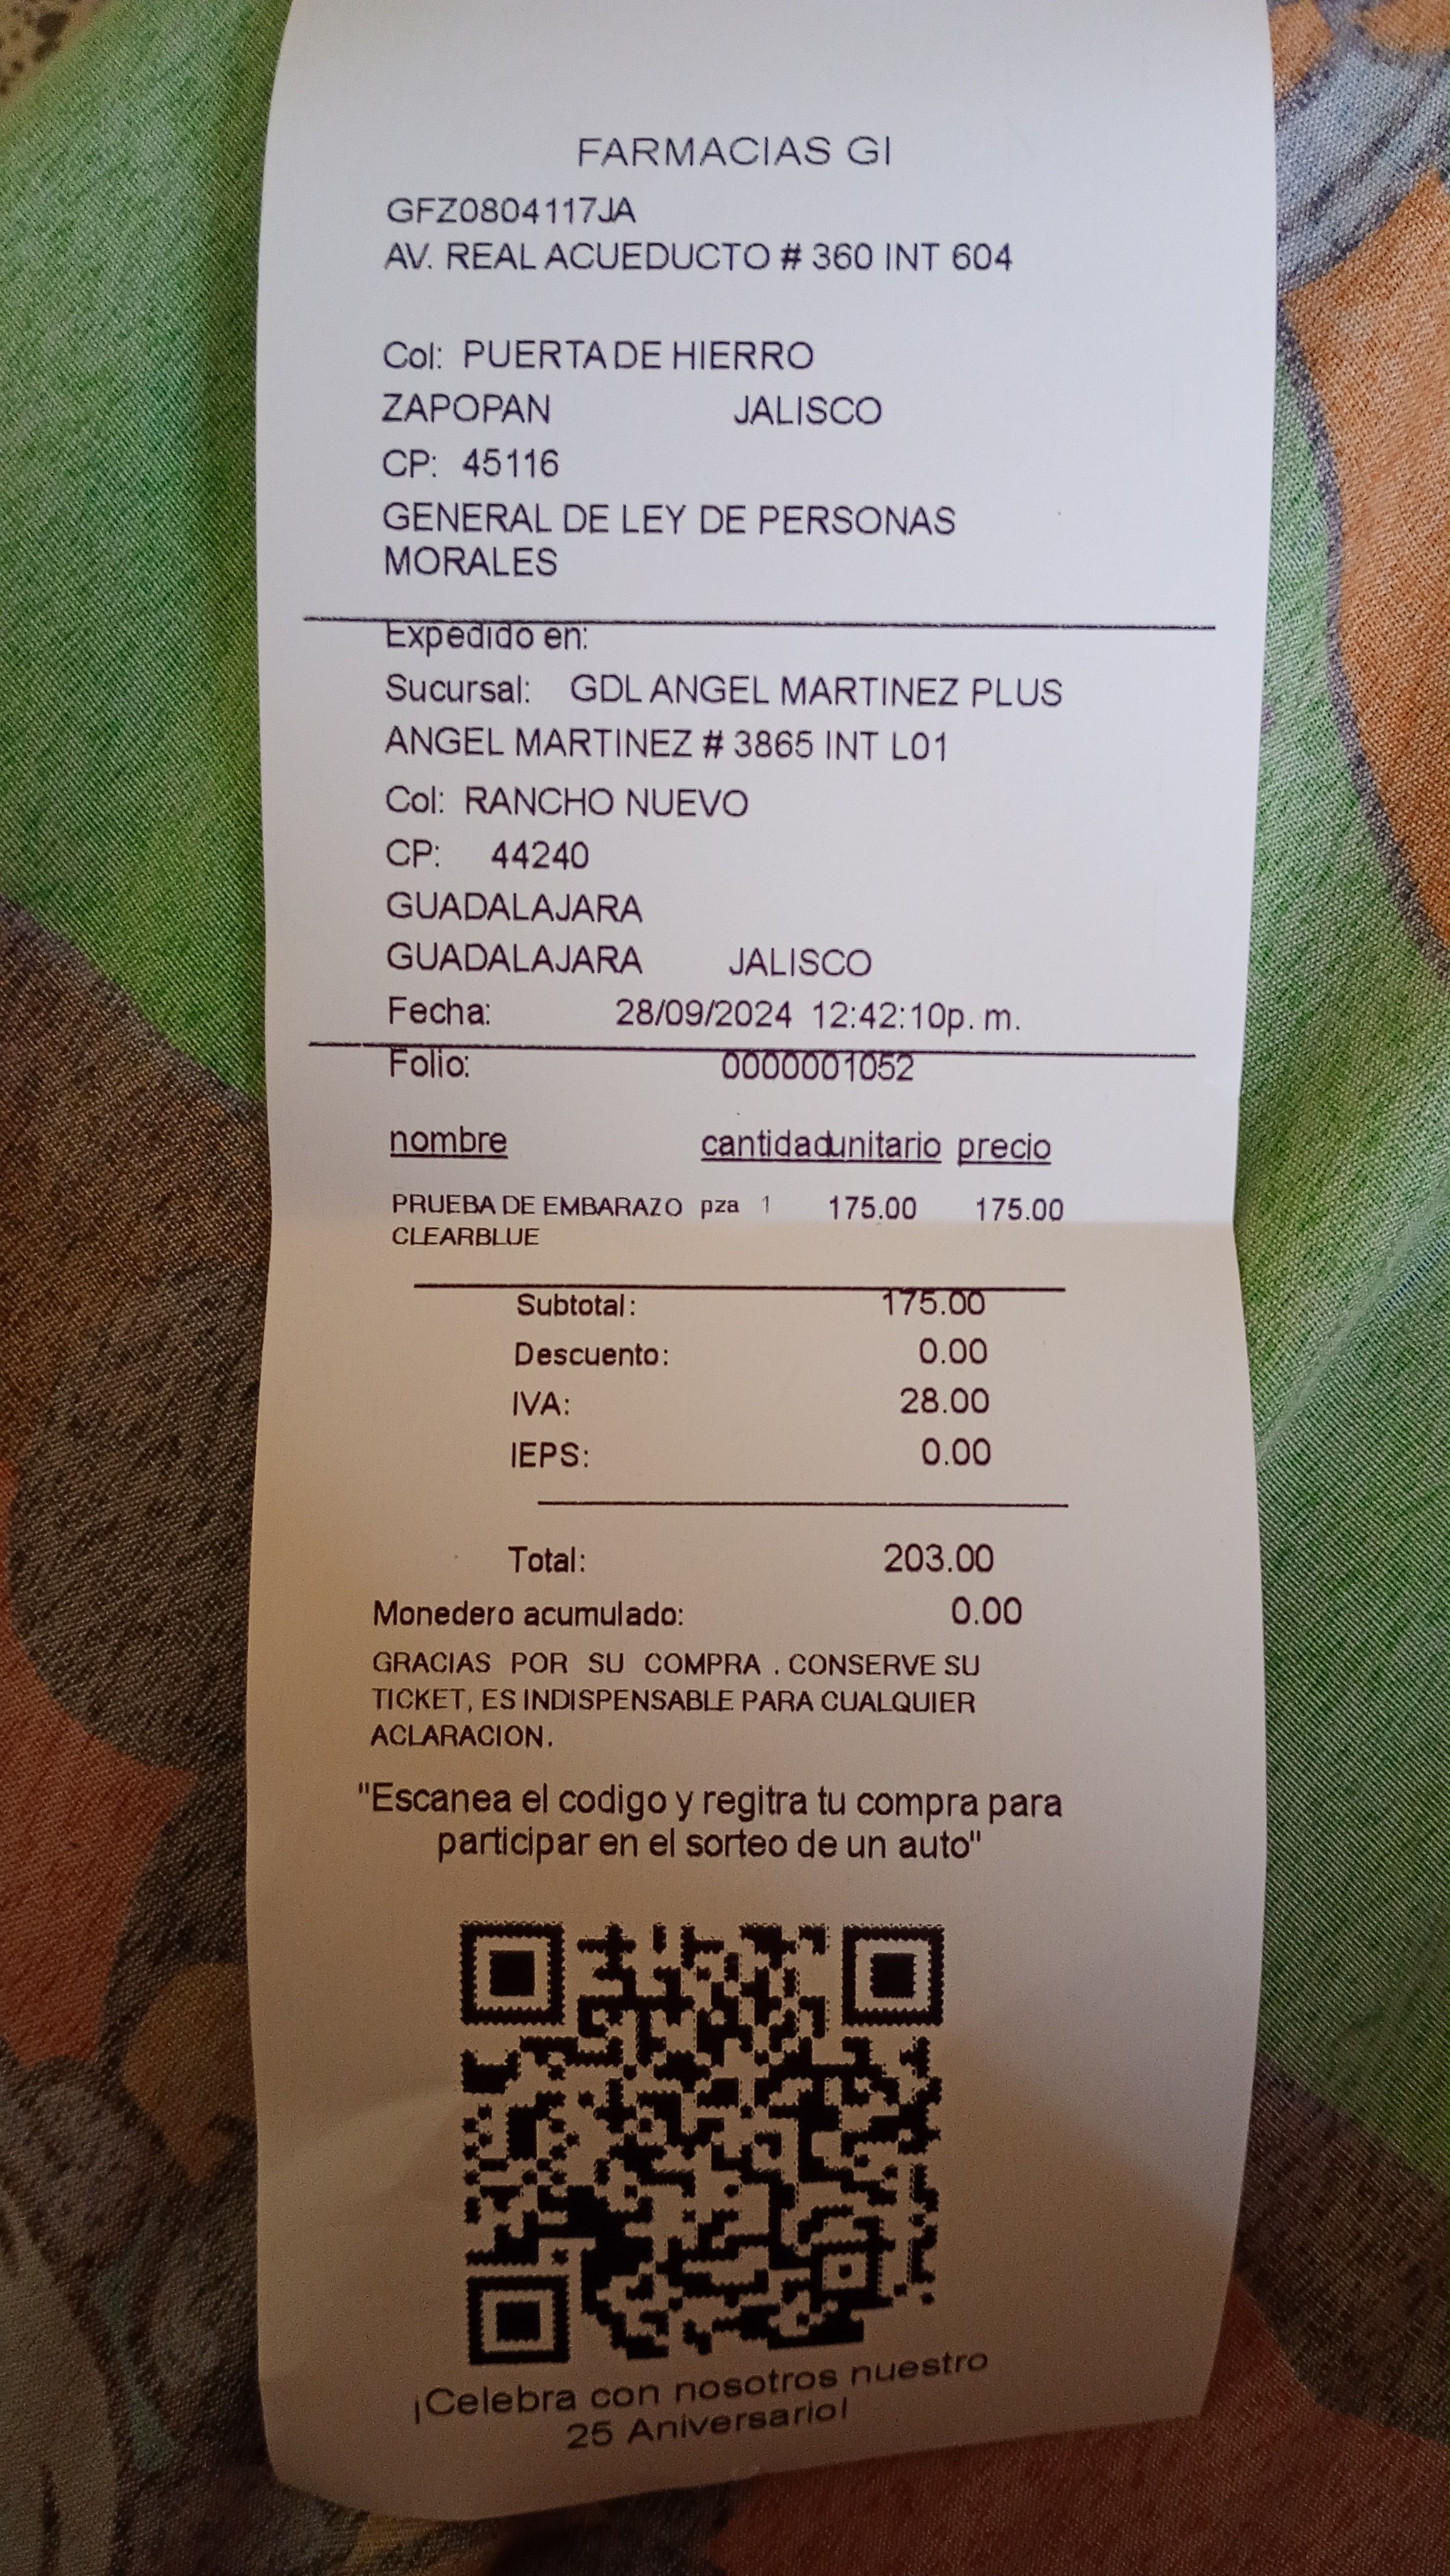 FARMACIAS GI
GFZ0804117JA
AV. REAL ACUEDUCTO # 360 INT 604
Col: PUERTA DE HIERRO
ZAPOPAN JALISCO
CP: 45116
GENERAL DE LEY DE PERSONAS
MORALES
Expedido en:
Sucursal: GDL ANGEL MARTINEZ PLUS
ANGEL MARTINEZ # 3865 INT L01
Col: RANCHO NUEVO
CP: 44240
GUADALAJARA
GUADALAJARA JALISCO
Fecha: 28/09/2024 12:42:10p. m.
Folio: 0000001052
nombre cantidad unitario precio
PRUEBA DE EMBARAZO pza 1 175.00 175.00
CLEARBLUE
Subtotal: 175.00
Descuento: 0.00
IVA: 28.00
IEPS: 0.00
Total: 203.00
Monedero acumulado: 0.00
GRACIAS POR SU COMPRA . CONSERVE SU
TICKET, ES INDISPENSABLE PARA CUALQUIER
ACLARACION.
"Escanea el codigo y regitra tu compra para
participar en el sorteo de un auto"
¡Celebra con nosotros nuestro
25 Aniversario!